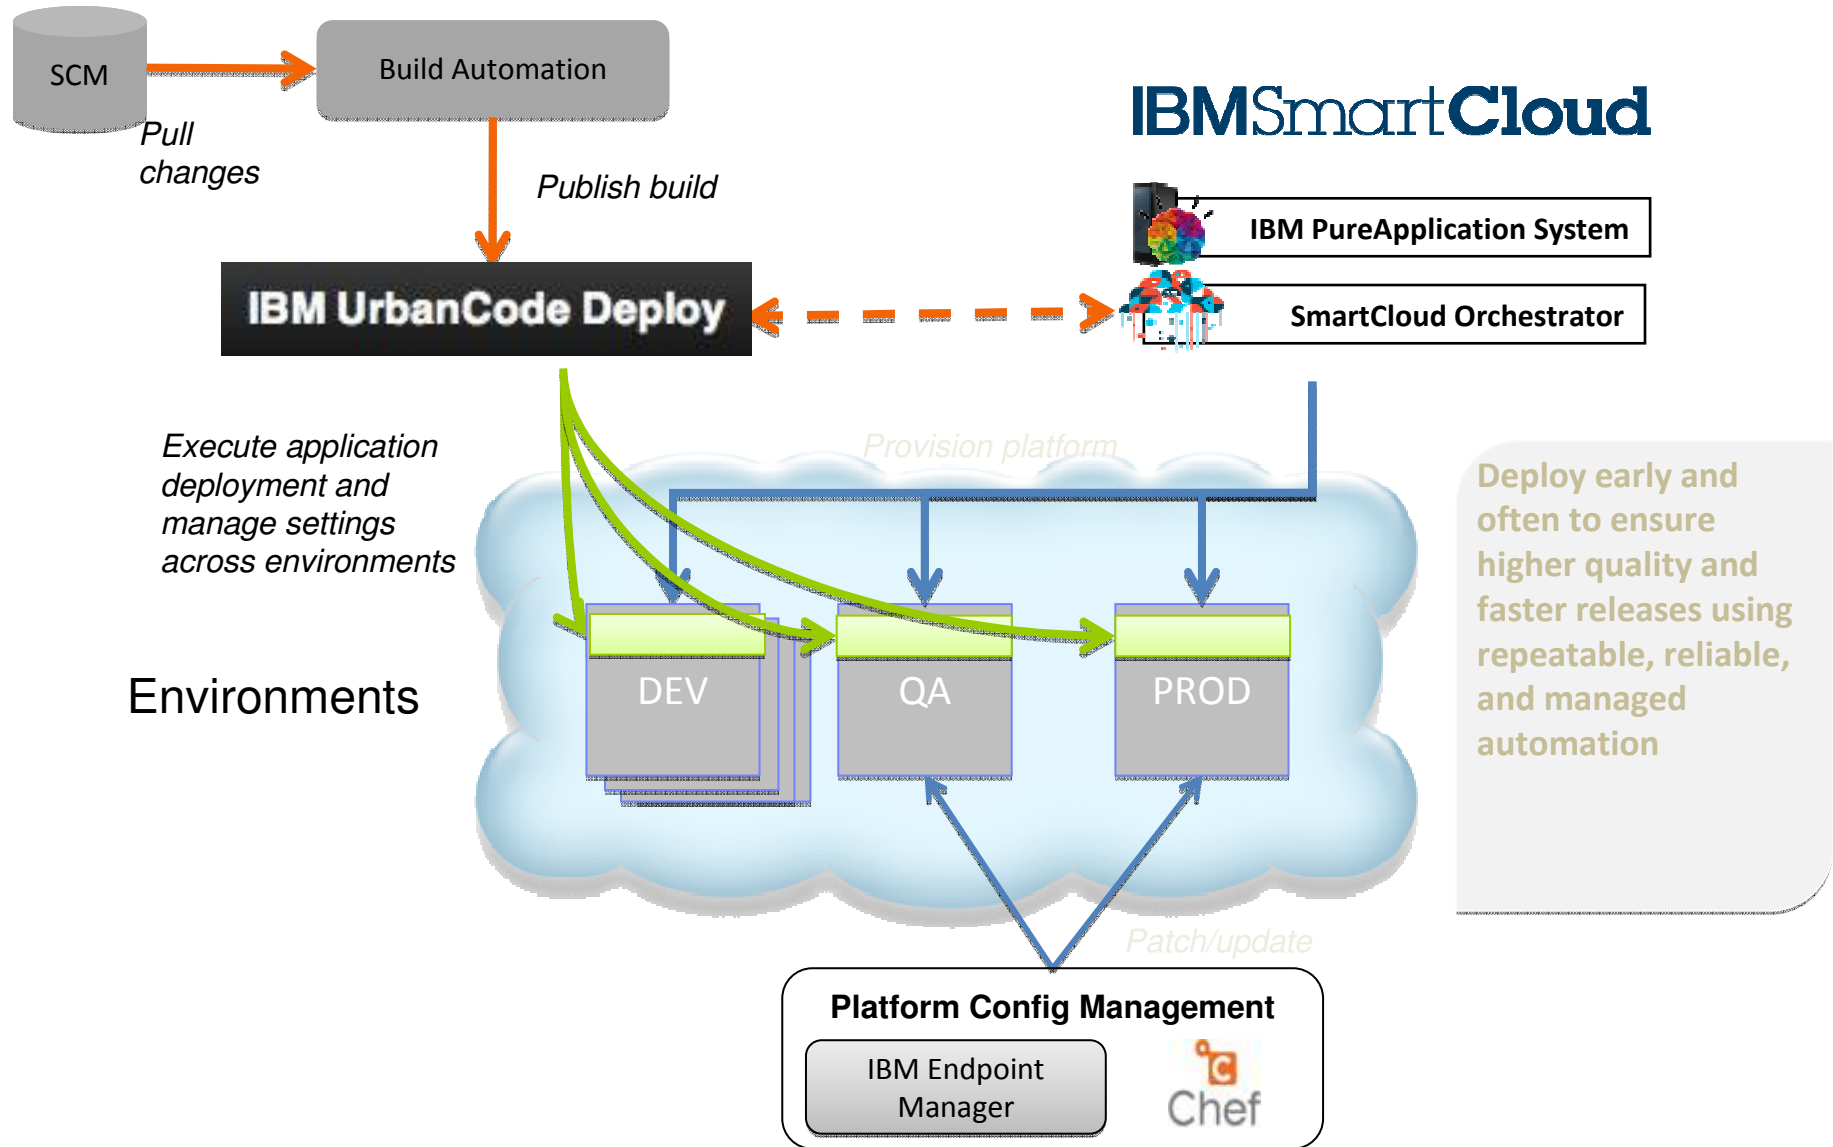 SCM
Build Automation
Pull
changes
Publish build
IBMSmartCloud
IBM PureApplication System
SmartCloud Orchestrator
IBM UrbanCode Deploy
Execute application
deployment and
manage settings
across environments
Provision platform
Deploy early and
often to ensure
higher quality and
faster releases using
repeatable, reliable,
and managed
automation
Environments
DEV
QA
PROD
Patch/update
Platform Config Management
IBM Endpoint
Manager
C
Chef